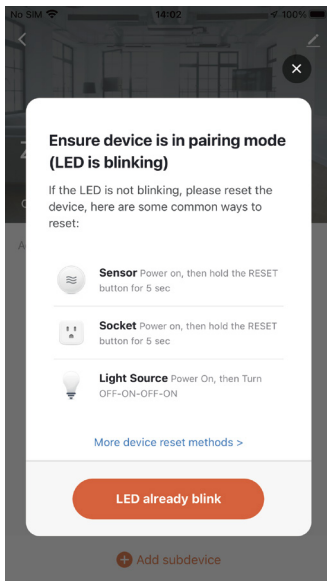 No SIM 14:02 100%
Ensure device is in pairing mode
(LED is blinking)
If the LED is not blinking, please reset the
device, here are some common ways to
reset:
Sensor Power on, then hold the RESET
button for 5 sec
Socket Power on, then hold the RESET
button for 5 sec
Light Source Power On, then Turn
OFF-ON-OFF-ON
More device reset methods >
LED already blink
Add subdevice